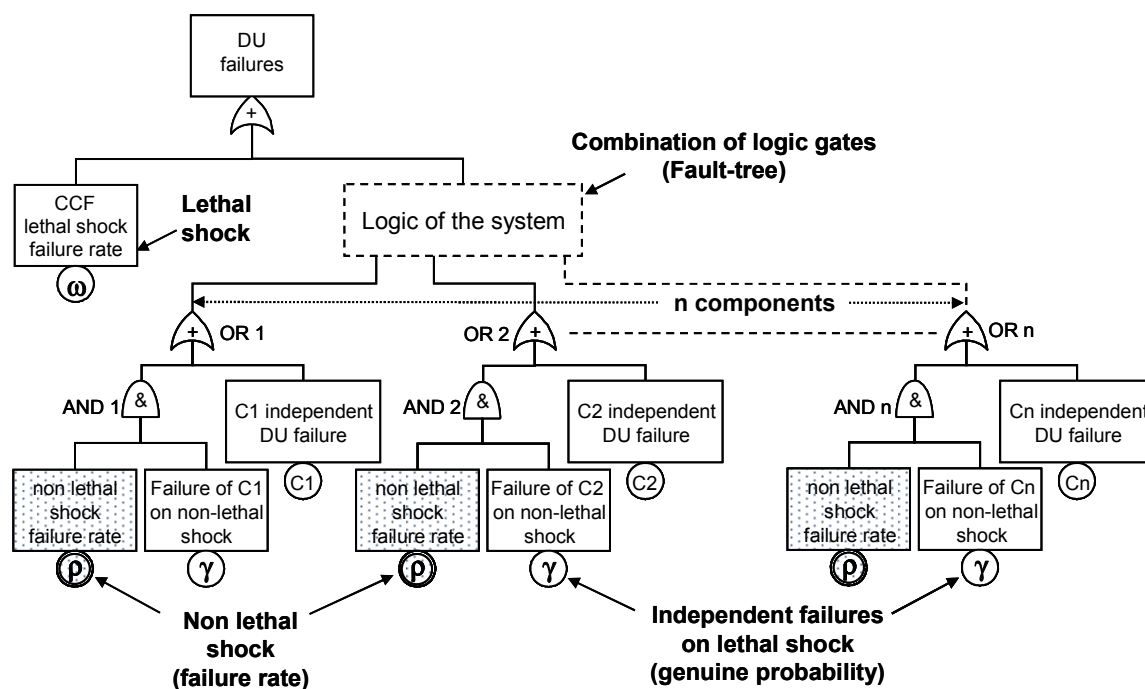 DU
failures
+
Combination of logic gates
(Fault-tree)
CCF
lethal shock
failure rate
ω
Lethal
shock
Logic of the system
n components
+
OR 1
+
OR 2
+
OR n
&
AND 1
C1 independent
DU failure
C1
&
AND 2
C2 independent
DU failure
C2
&
AND n
Cn independent
DU failure
Cn
non lethal
shock
failure rate
ρ
Failure of C1
on non-lethal
shock
γ
non lethal
shock
failure rate
ρ
Failure of C2
on non-lethal
shock
γ
non lethal
shock
failure rate
ρ
Failure of Cn
on non-lethal
shock
γ
Non lethal
shock
(failure rate)
Independent failures
on lethal shock
(genuine probability)